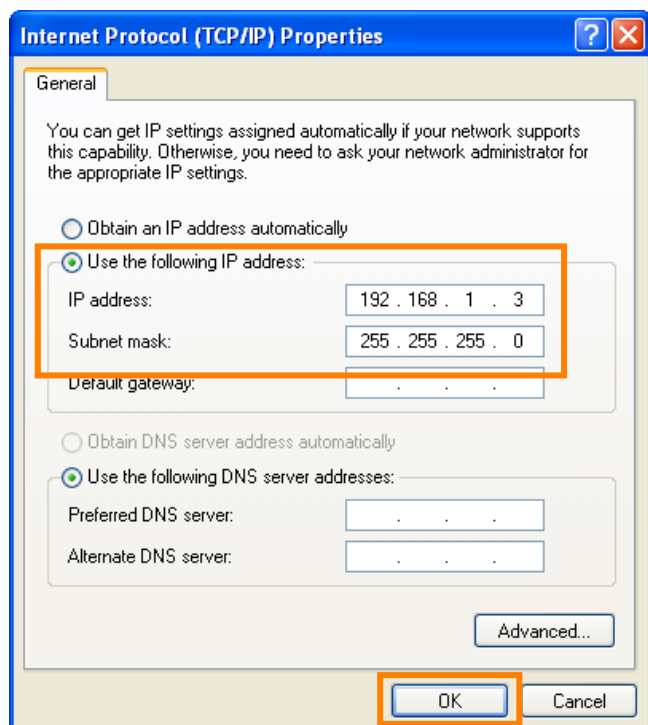 Internet Protocol (TCP/IP) Properties
General
You can get IP settings assigned automatically if your network supports
this capability. Otherwise, you need to ask your network administrator for
the appropriate IP settings.
Obtain an IP address automatically
Use the following IP address:
IP address: 192 . 168 . 1 . 3
Subnet mask: 255 . 255 . 255 . 0
Default gateway: . . .
Obtain DNS server address automatically
Use the following DNS server addresses:
Preferred DNS server: . . .
Alternate DNS server: . . .
Advanced...
OK Cancel